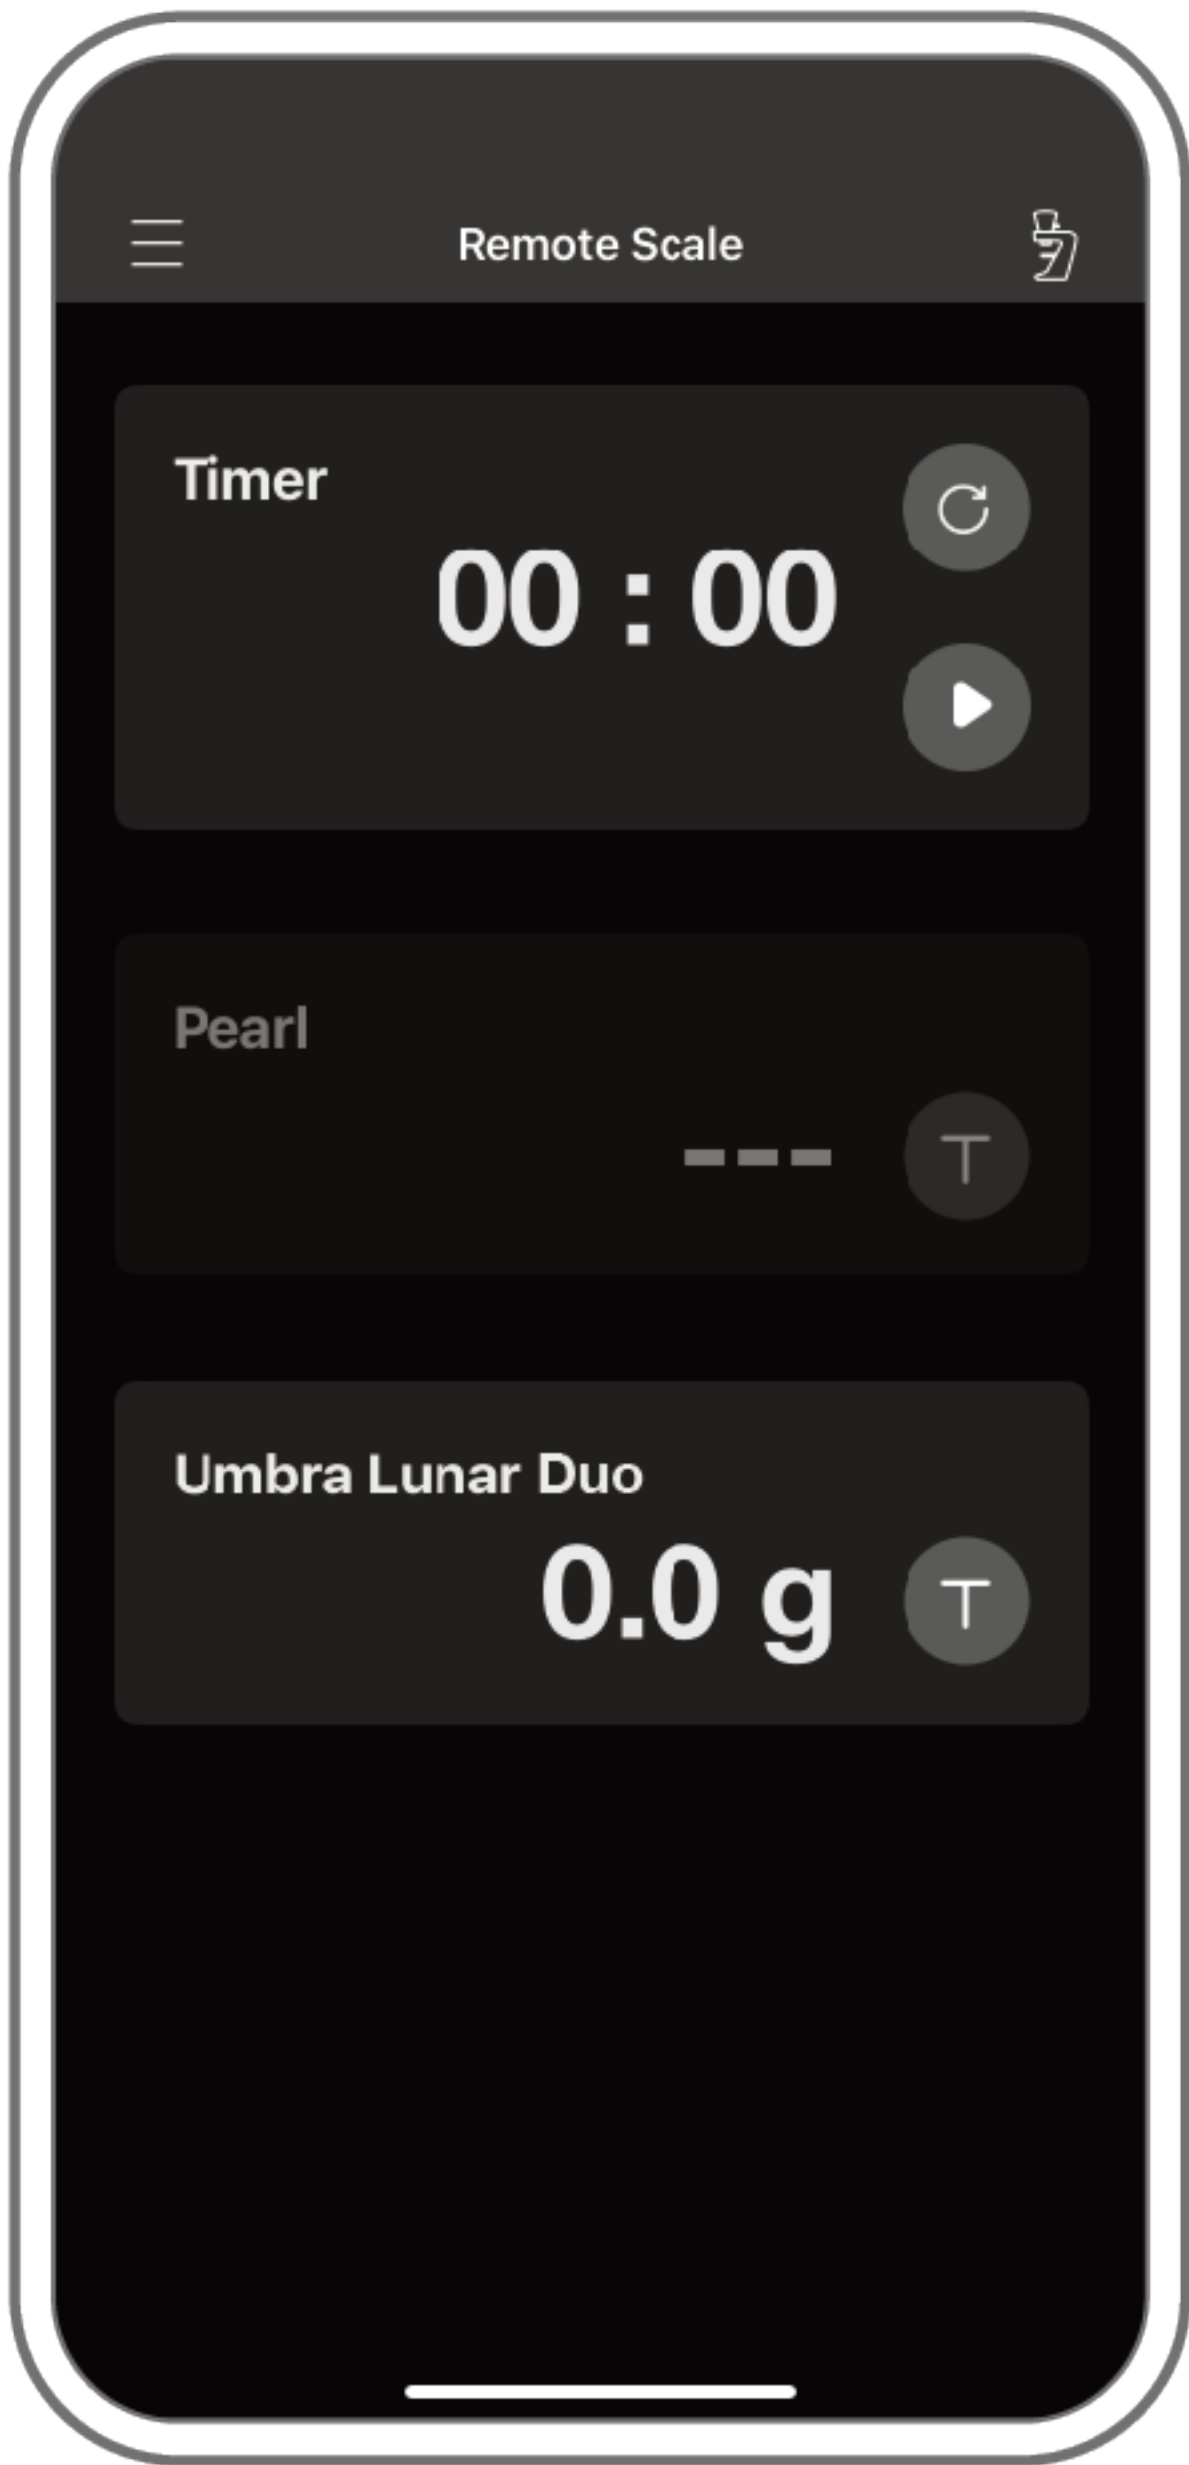 Remote Scale
Timer
00 : 00
Pearl
---
T
Umbra Lunar Duo
0.0 g
T